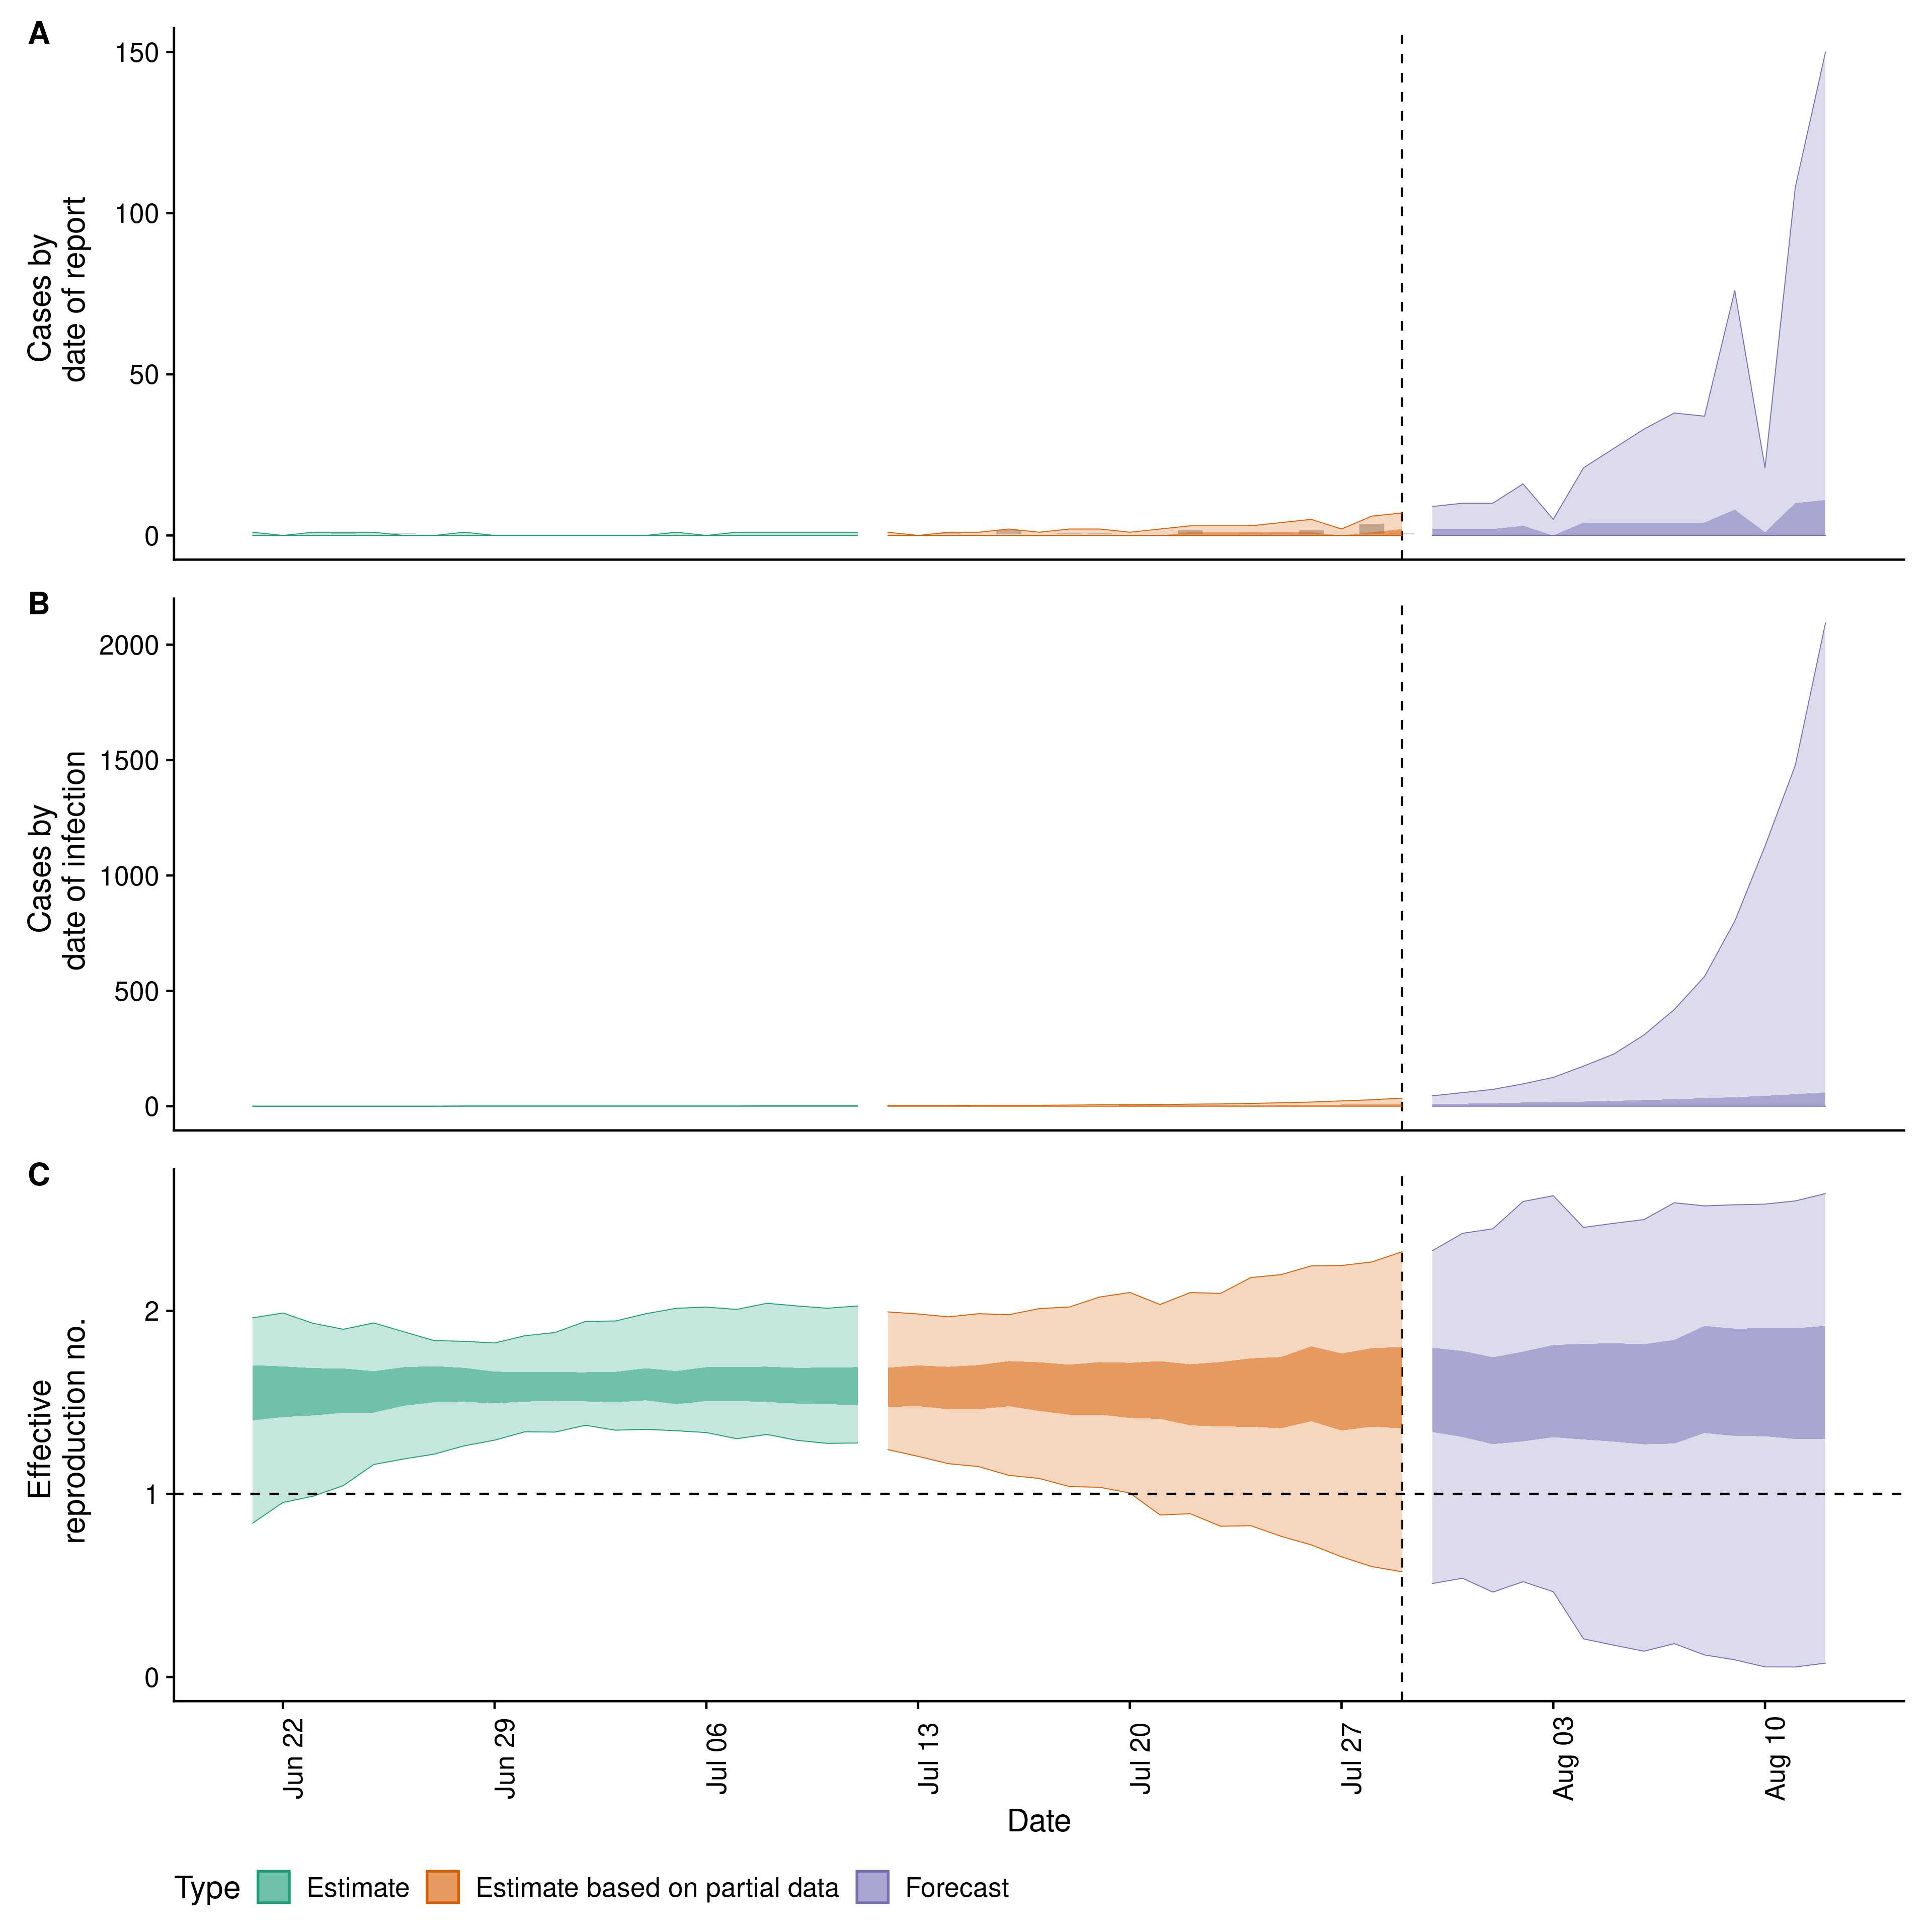 A
Cases by
date of report
150
100
50
0
B
Cases by
date of infection
2000
1500
1000
500
0
C
Effective
reproduction no.
2
1
0
Jun 22
Jun 29
Jul 06
Jul 13
Jul 20
Jul 27
Aug 03
Aug 10
Date
Type Estimate Estimate based on partial data Forecast